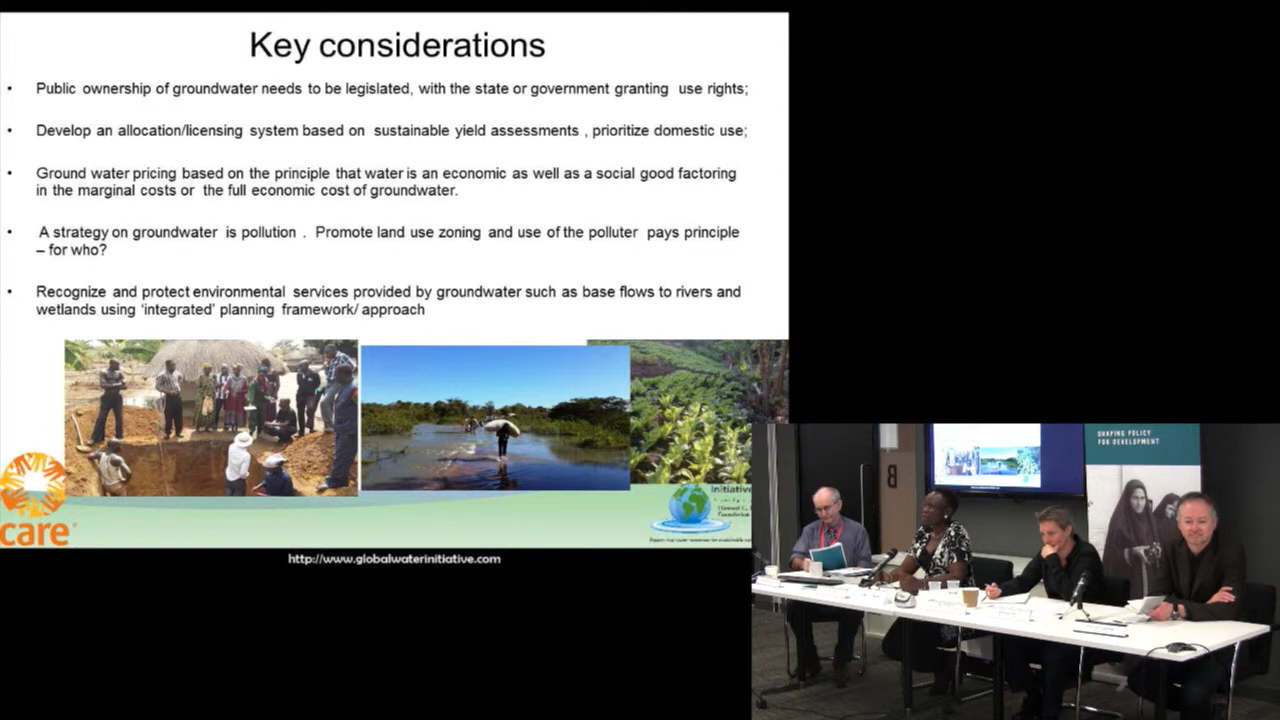 Key considerations
• Public ownership of groundwater needs to be legislated, with the state or government granting use rights;
• Develop an allocation/licensing system based on sustainable yield assessments , prioritize domestic use;
• Ground water pricing based on the principle that water is an economic as well as a social good factoring
in the marginal costs or the full economic cost of groundwater.
• A strategy on groundwater is pollution . Promote land use zoning and use of the polluter pays principle
– for who?
• Recognize and protect environmental services provided by groundwater such as base flows to rivers and
wetlands using ‘integrated’ planning framework/ approach
care
Initiative
http://www.globalwaterinitiative.com
SHAPING POLICY
FOR DEVELOPMENT
8